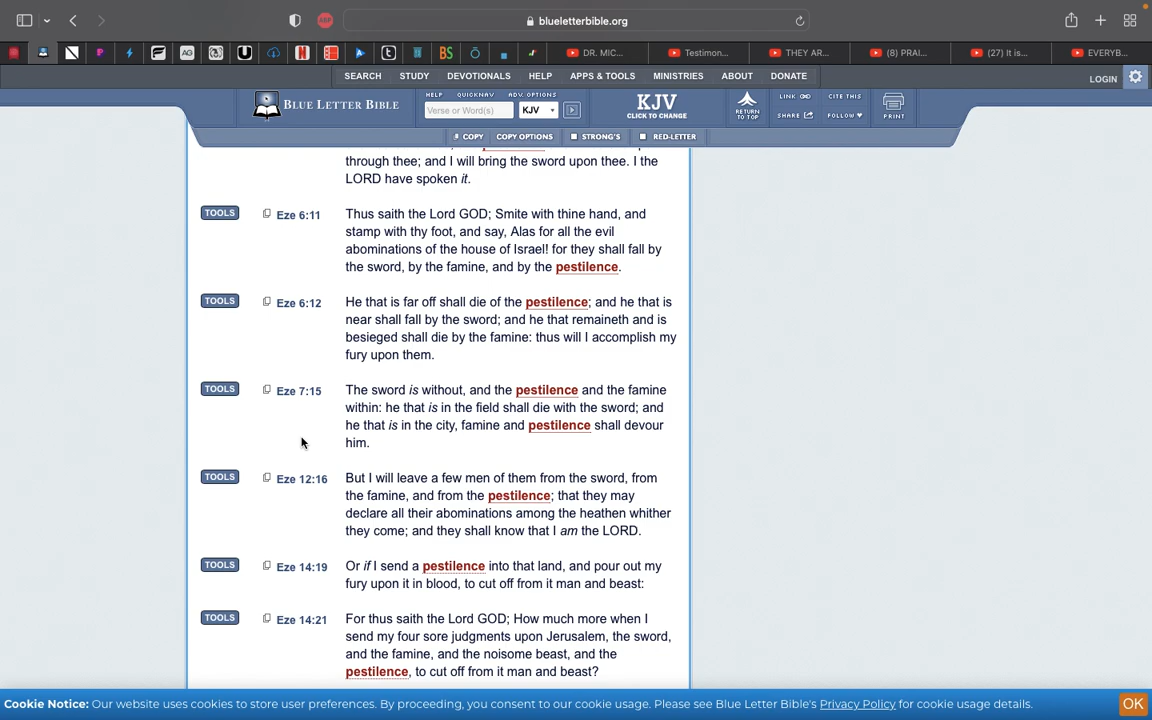 blueletterbible.org
DR. MIC...
Testimon...
THEY AR...
(8) PRAI...
(27) It is...
EVERYB...
SEARCH STUDY DEVOTIONALS HELP APPS & TOOLS MINISTRIES ABOUT DONATE
LOGIN
BLUE LETTER BIBLE
HELP QUICKNAV ADV. OPTIONS
Verse or Word(s) KJV
KJV
CLICK TO CHANGE
RETURN
TO TOP
LINK CITE THIS
SHARE FOLLOW
PRINT
COPY COPY OPTIONS STRONG'S RED-LETTER
through thee; and I will bring the sword upon thee. I the
LORD have spoken it.
TOOLS Eze 6:11 Thus saith the Lord GOD; Smite with thine hand, and
stamp with thy foot, and say, Alas for all the evil
abominations of the house of Israel! for they shall fall by
the sword, by the famine, and by the pestilence.
TOOLS Eze 6:12 He that is far off shall die of the pestilence; and he that is
near shall fall by the sword; and he that remaineth and is
besieged shall die by the famine: thus will I accomplish my
fury upon them.
TOOLS Eze 7:15 The sword is without, and the pestilence and the famine
within: he that is in the field shall die with the sword; and
he that is in the city, famine and pestilence shall devour
him.
TOOLS Eze 12:16 But I will leave a few men of them from the sword, from
the famine, and from the pestilence; that they may
declare all their abominations among the heathen whither
they come; and they shall know that I am the LORD.
TOOLS Eze 14:19 Or if I send a pestilence into that land, and pour out my
fury upon it in blood, to cut off from it man and beast:
TOOLS Eze 14:21 For thus saith the Lord GOD; How much more when I
send my four sore judgments upon Jerusalem, the sword,
and the famine, and the noisome beast, and the
pestilence, to cut off from it man and beast?
Cookie Notice: Our website uses cookies to store user preferences. By proceeding, you consent to our cookie usage. Please see Blue Letter Bible's Privacy Policy for cookie usage details. OK